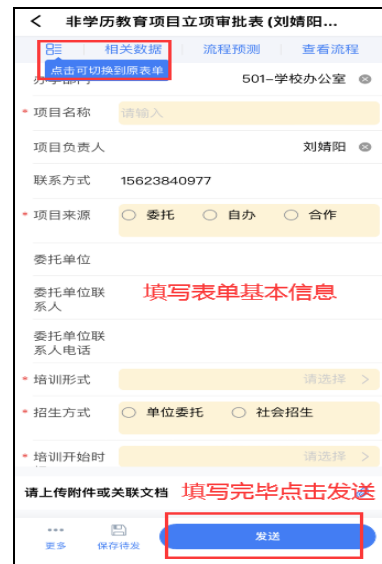 非学历教育项目立项审批表 (刘婧阳...
相关数据 流程预测 查看流程
点击可切换到原表单
办学部门 501-学校办公室
* 项目名称 请输入
项目负责人 刘婧阳
联系方式 15623840977
* 项目来源 委托 自办 合作
委托单位
委托单位联
系人
填写表单基本信息
委托单位联
系人电话
* 培训形式 请选择 >
* 招生方式 单位委托 社会招生
* 培训开始时 请选择 >
请上传附件或关联文档 填写完毕点击发送
更多 保存待发 发送